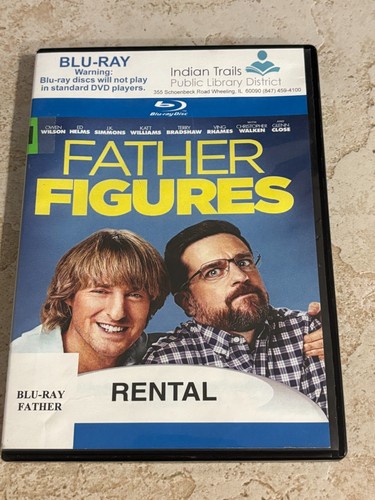 BLU-RAY
Warning:
Blu-ray discs will not play
in standard DVD players.
Indian Trails
Public Library District
355 Schoenbeck Road Wheeling, IL 60090 (847) 459-4100
Blu-ray Disc
OWEN WILSON ED HELMS J.K. SIMMONS KATT WILLIAMS TERRY BRADSHAW VING RHAMES WITH CHRISTOPHER WALKEN AND GLENN CLOSE
FATHER
FIGURES
RENTAL
BLU-RAY
FATHER